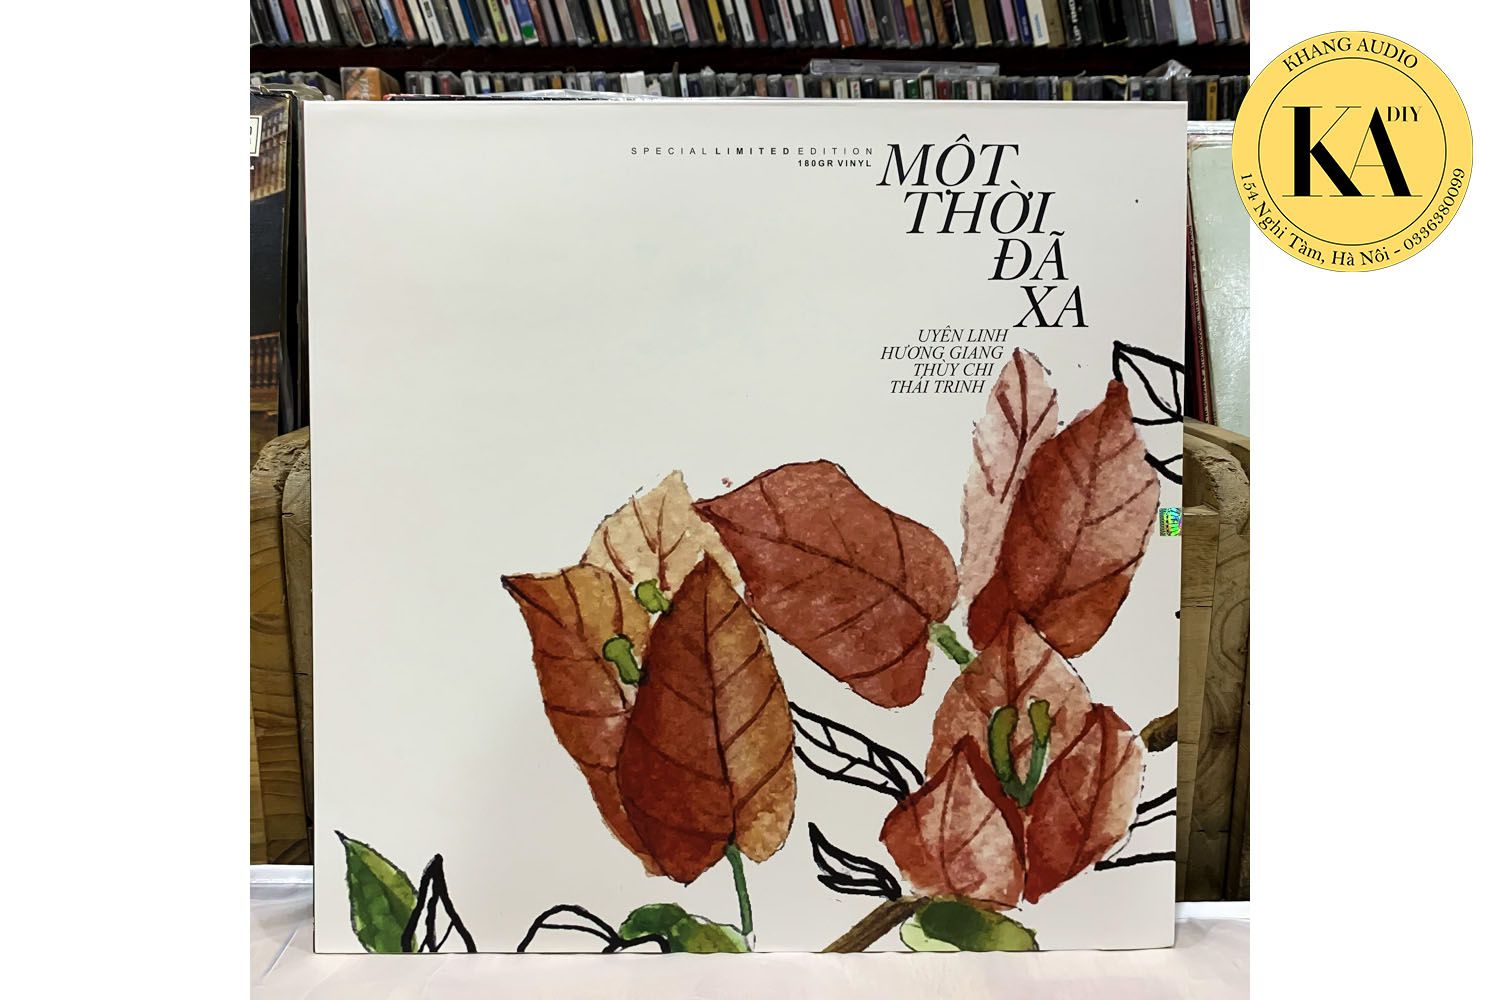 SPECIAL LIMITED EDITION
180GR VINYL
MỘT
THỜI
ĐÃ
XA
UYÊN LINH
HƯƠNG GIANG
THÙY CHI
THÁI TRINH
KHANG AUDIO
KA DIY
154 Nghi Tàm, Hà Nôi - 0336380099